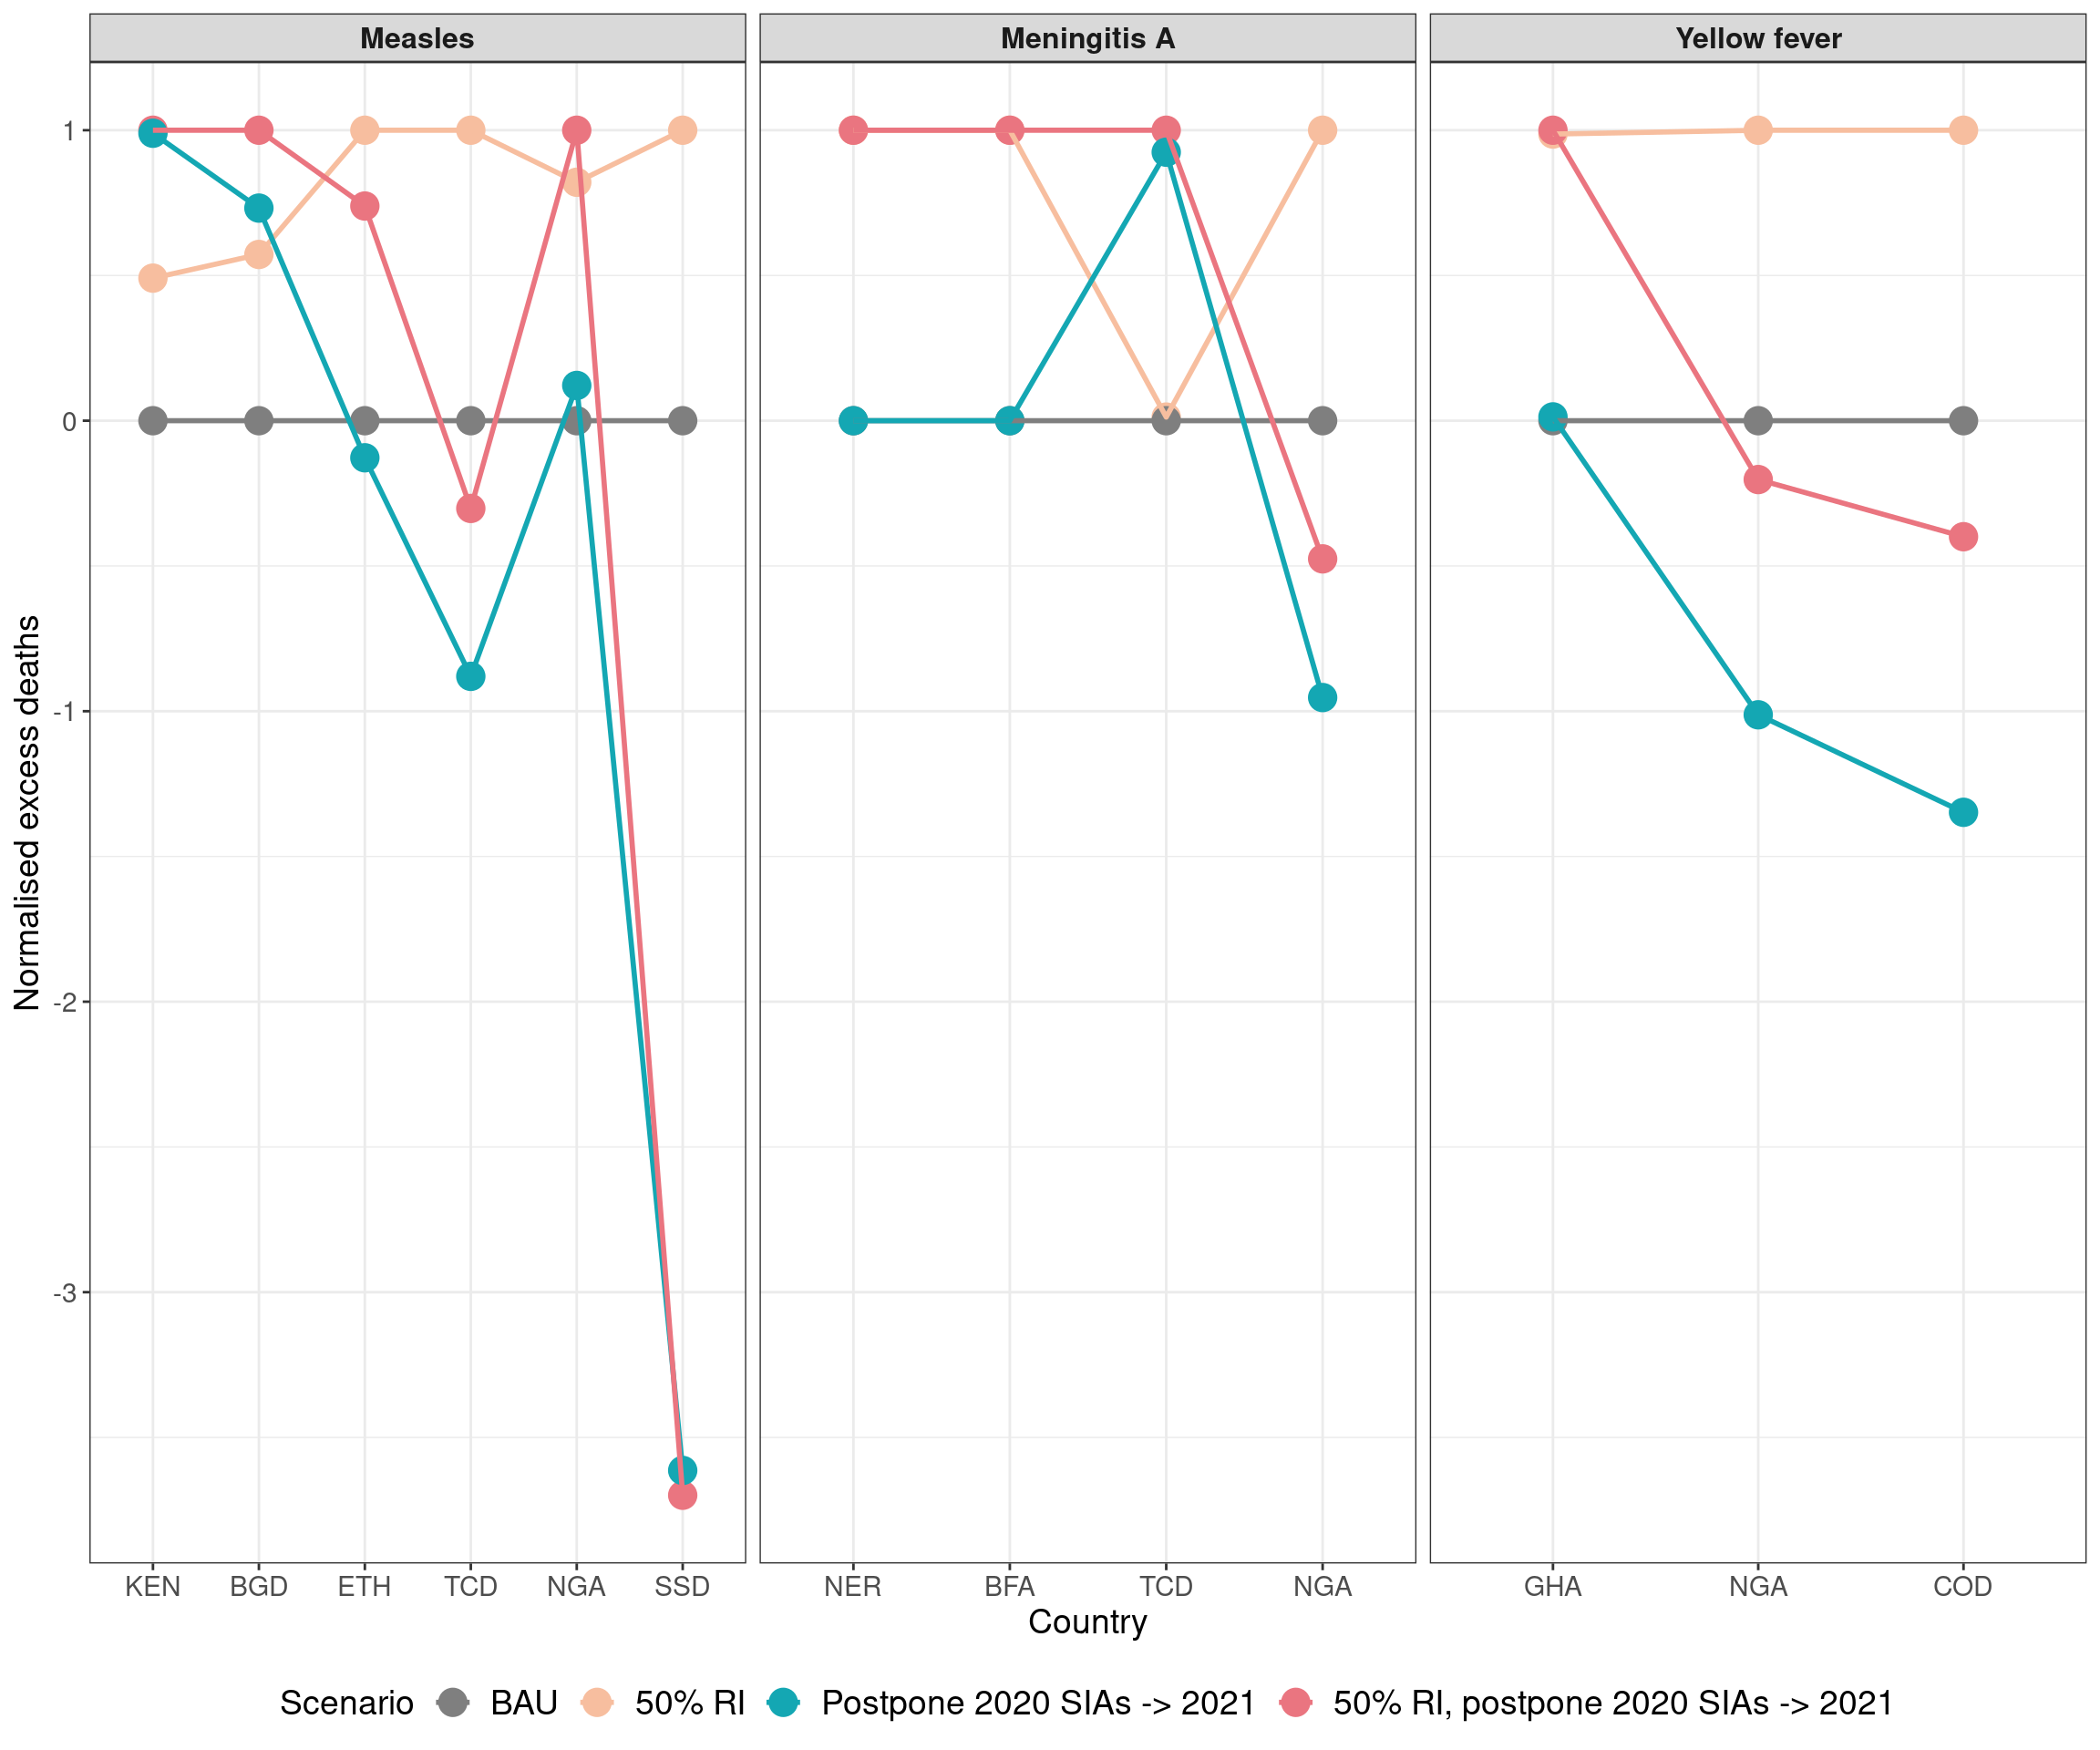 Measles Meningitis A Yellow fever
Normalised excess deaths
1
0
-1
-2
-3
KEN BGD ETH TCD NGA SSD NER BFA TCD NGA GHA NGA COD
Country
Scenario BAU 50% RI Postpone 2020 SIAs -> 2021 50% RI, postpone 2020 SIAs -> 2021